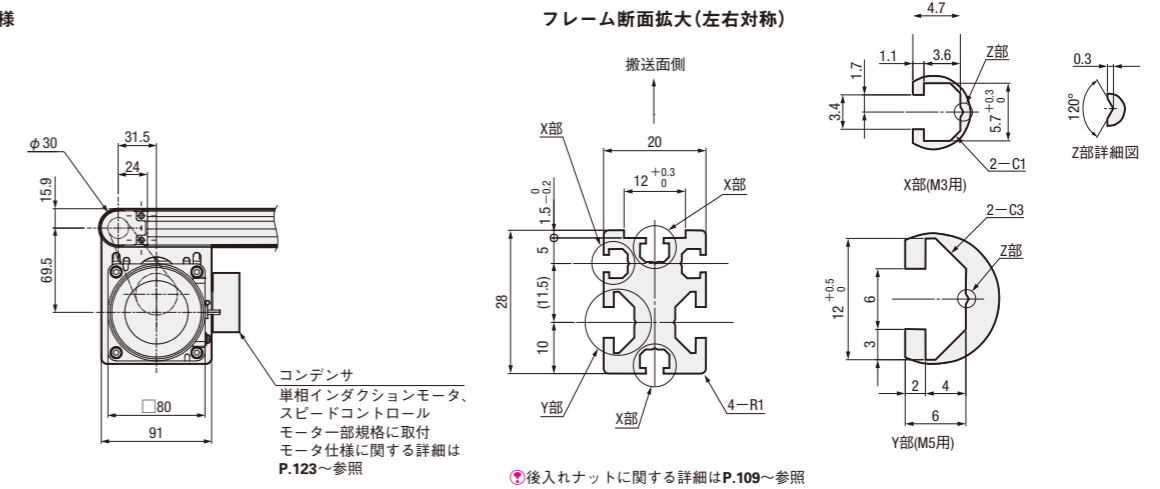 様
フレーム断面拡大(左右対称)
搬送面側
φ30
31.5
24
15.9
69.5
□80
91
コンデンサ
単相インダクションモータ、
スピードコントロール
モータ一部規格に取付
モータ仕様に関する詳細は
P.123～参照
X部
20
12 +0.3 0
X部
1.5 0 -0.2
5
(11.5)
28
10
Y部
X部
4-R1
4.7
1.1
3.6
Z部
1.7
3.4
5.7 +0.3 0
2-C1
X部(M3用)
0.3
120°
Z部詳細図
2-C3
Z部
12 +0.5 0
6
3
2
4
6
Y部(M5用)
後入れナットに関する詳細はP.109～参照